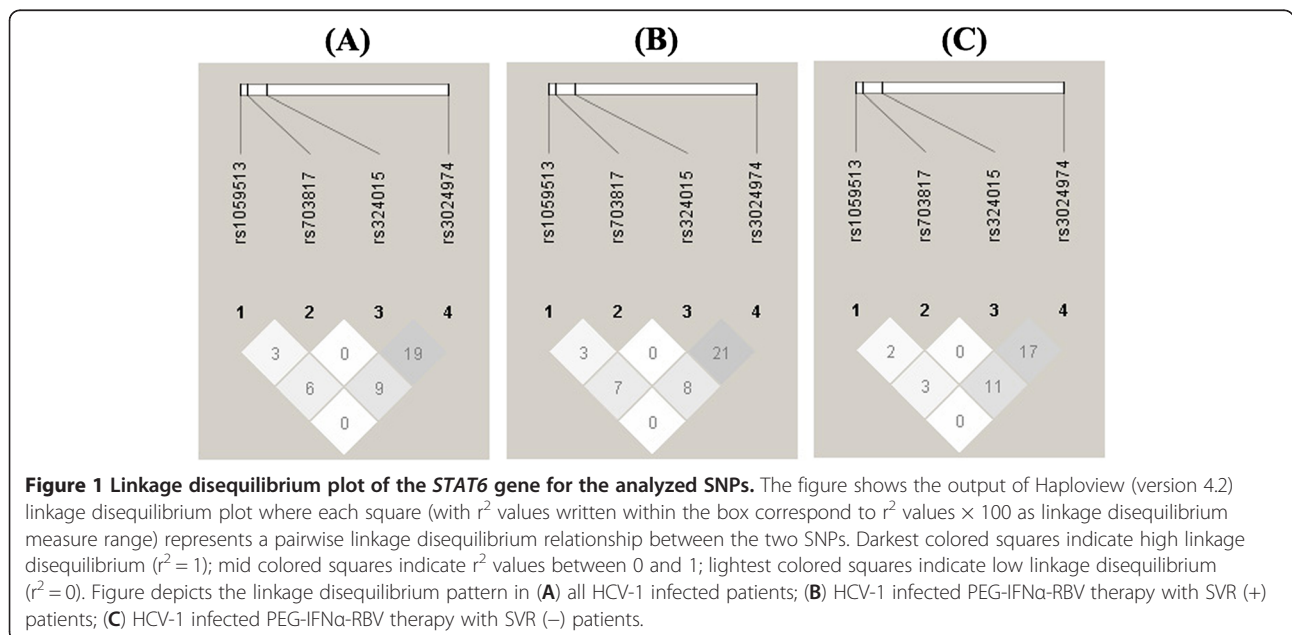 (A) (B) (C)
rs1059513 rs703817 rs324015 rs3024974 rs1059513 rs703817 rs324015 rs3024974 rs1059513 rs703817 rs324015 rs3024974
1 2 3 4 1 2 3 4 1 2 3 4
3 0 19 3 0 21 2 0 17
6 9 7 8 3 11
0 0 0
Figure 1 Linkage disequilibrium plot of the STAT6 gene for the analyzed SNPs. The figure shows the output of Haploview (version 4.2)
linkage disequilibrium plot where each square (with r² values written within the box correspond to r² values × 100 as linkage disequilibrium
measure range) represents a pairwise linkage disequilibrium relationship between the two SNPs. Darkest colored squares indicate high linkage
disequilibrium (r² = 1); mid colored squares indicate r² values between 0 and 1; lightest colored squares indicate low linkage disequilibrium
(r² = 0). Figure depicts the linkage disequilibrium pattern in (A) all HCV-1 infected patients; (B) HCV-1 infected PEG-IFNα-RBV therapy with SVR (+)
patients; (C) HCV-1 infected PEG-IFNα-RBV therapy with SVR (−) patients.